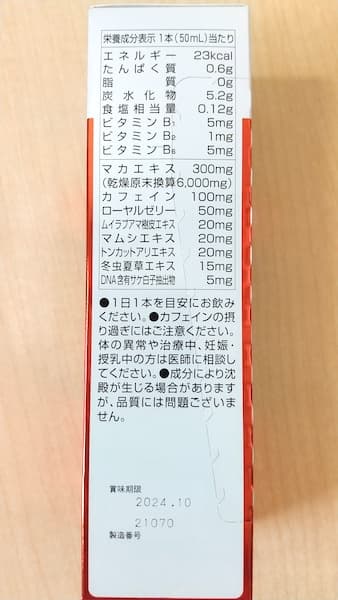 栄養成分表示 1本(50mL)当たり
エネルギー 23kcal
たんぱく質 0.6g
脂質 0g
炭水化物 5.2g
食塩相当量 0.12g
ビタミンB₁ 5mg
ビタミンB₂ 1mg
ビタミンB₆ 5mg
マカエキス 300mg
(乾燥原末換算6,000mg)
カフェイン 100mg
ローヤルゼリー 50mg
ムイラプアマ樹皮エキス 20mg
マムシエキス 20mg
トンカットアリエキス 20mg
冬虫夏草エキス 15mg
DNA含有サケ白子抽出物 5mg
●1日1本を目安にお飲み
ください。●カフェインの摂
り過ぎにはご注意ください。
体の異常や治療中、妊娠・
授乳中の方は医師に相談し
てください。●成分により沈
殿が生じる場合があります
が、品質には問題ございま
せん。
賞味期限
2024.10
21070
製造番号